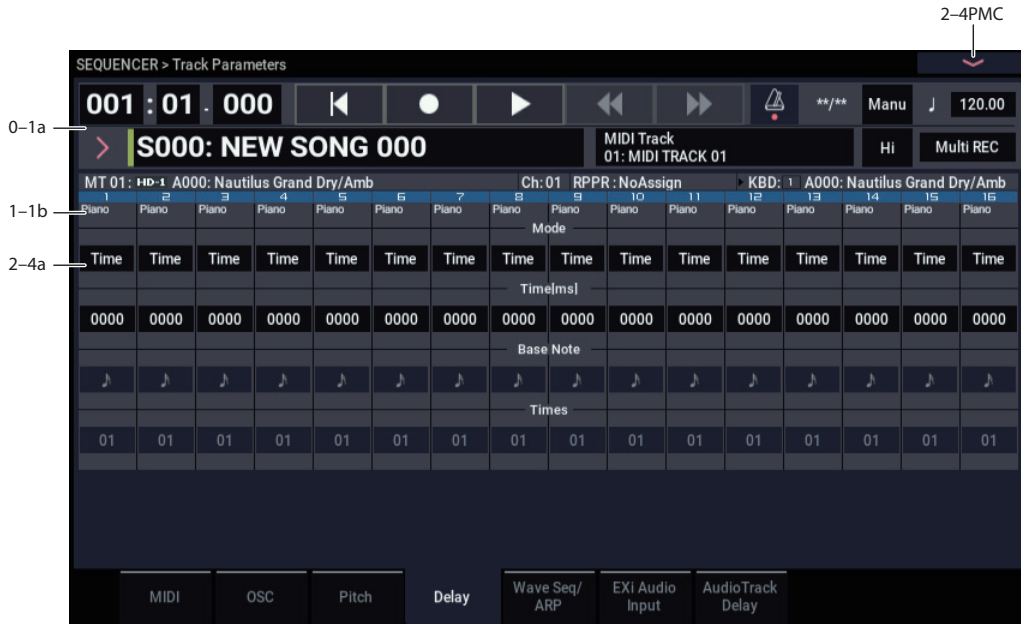 2–4PMC
SEQUENCER > Track Parameters
001 : 01 . 000 **/** Manu ♩ 120.00
0–1a
S000: NEW SONG 000
MIDI Track
01: MIDI TRACK 01
Hi Multi REC
MT 01: HD-1 A000: Nautilus Grand Dry/Amb Ch:01 RPPR: NoAssign KBD: 1 A000: Nautilus Grand Dry/Amb
1 2 3 4 5 6 7 8 9 10 11 12 13 14 15 16
1–1b
Piano Piano Piano Piano Piano Piano Piano Piano Piano Piano Piano Piano Piano Piano Piano Piano
Mode
2–4a
Time Time Time Time Time Time Time Time Time Time Time Time Time Time Time Time
Time[ms]
0000 0000 0000 0000 0000 0000 0000 0000 0000 0000 0000 0000 0000 0000 0000 0000
Base Note
♪ ♪ ♪ ♪ ♪ ♪ ♪ ♪ ♪ ♪ ♪ ♪ ♪ ♪ ♪ ♪
Times
01 01 01 01 01 01 01 01 01 01 01 01 01 01 01 01
MIDI OSC Pitch Delay
Wave Seq/
ARP
EXi Audio
Input
AudioTrack
Delay